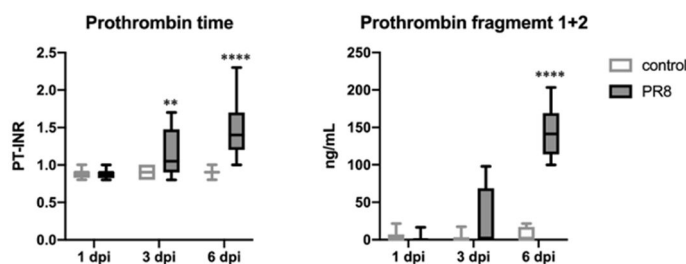 Prothrombin time
PT-INR
2.5
2.0
1.5
1.0
0.5
0.0
**
****
1 dpi
3 dpi
6 dpi
Prothrombin fragmemt 1+2
ng/mL
250
200
150
100
50
0
****
1 dpi
3 dpi
6 dpi
control
PR8